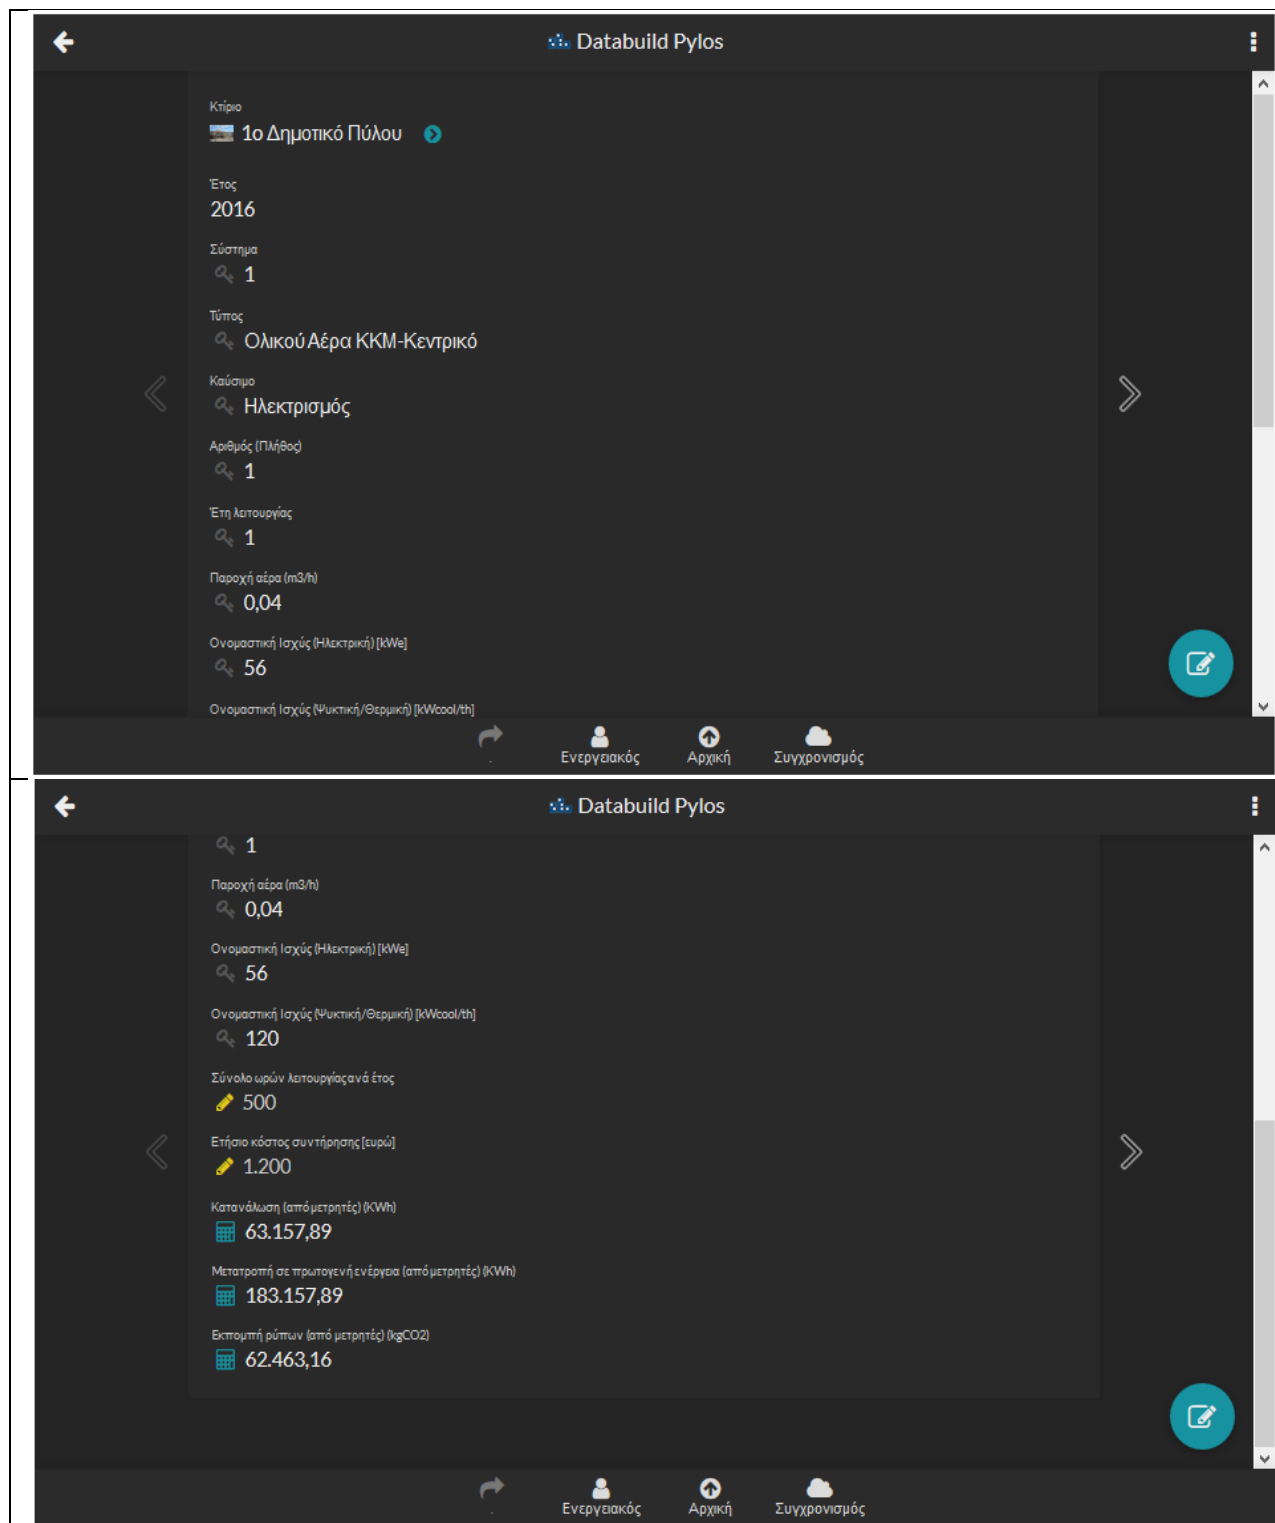 Databuild Pylos
Κτίριο
1ο Δημοτικό Πύλου
Έτος
2016
Σύστημα
1
Τύπος
Ολικού Αέρα ΚΚΜ-Κεντρικό
Καύσιμο
Ηλεκτρισμός
Αριθμός (Πλήθος)
1
Έτη λειτουργίας
1
Παροχή αέρα (m3/h)
0,04
Ονομαστική Ισχύς (Ηλεκτρική) [kWe]
56
Ονομαστική Ισχύς (Ψυκτική/Θερμική) [kWcool/th]
Ενεργειακός Αρχική Συγχρονισμός
Databuild Pylos
1
Παροχή αέρα (m3/h)
0,04
Ονομαστική Ισχύς (Ηλεκτρική) [kWe]
56
Ονομαστική Ισχύς (Ψυκτική/Θερμική) [kWcool/th]
120
Σύνολο ωρών λειτουργίας ανά έτος
500
Ετήσιο κόστος συντήρησης [ευρώ]
1.200
Κατανάλωση (από μετρητές) (KWh)
63.157,89
Μετατροπή σε πρωτογενή ενέργεια (από μετρητές) (KWh)
183.157,89
Εκπομπή ρύπων (από μετρητές) (kgCO2)
62.463,16
Ενεργειακός Αρχική Συγχρονισμός